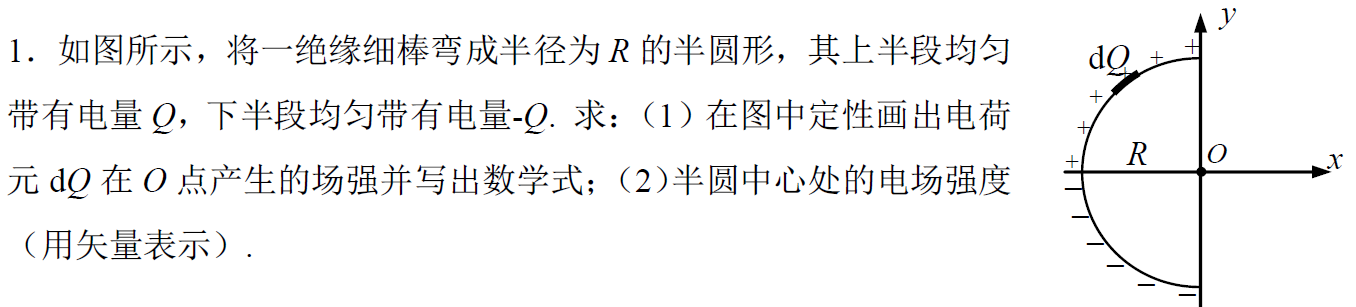 1. 如图所示，将一绝缘细棒弯成半径为 R 的半圆形，其上半段均匀
带有电量 Q，下半段均匀带有电量-Q. 求：（1）在图中定性画出电荷
元 dQ 在 O 点产生的场强并写出数学式；（2）半圆中心处的电场强度
（用矢量表示）.
y
dQ
+ + + + + +
R
O
x
− − − − − −